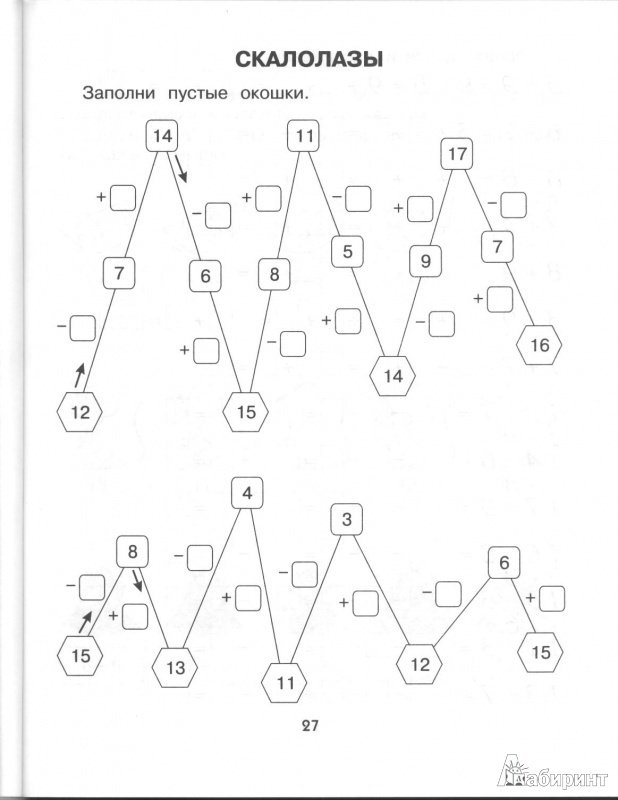 СКАЛОЛАЗЫ
Заполни пустые окошки.
14 11 17
+ − + − + −
7 6 8 5 9 7
− + − + − +
12 15 14 16
4
3
8 6
− + − + − + − +
15 13 11 12 15
27
Лабиринт